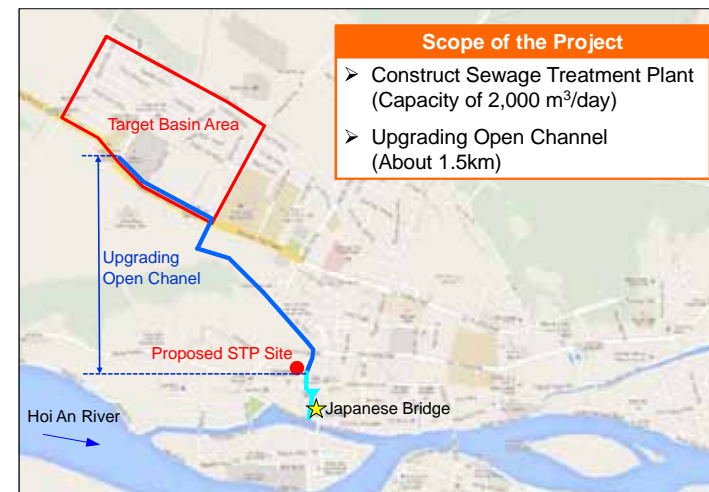 Scope of the Project
➢ Construct Sewage Treatment Plant
(Capacity of 2,000 m³/day)
➢ Upgrading Open Channel
(About 1.5km)
Target Basin Area
Upgrading
Open Chanel
Proposed STP Site
Japanese Bridge
Hoi An River